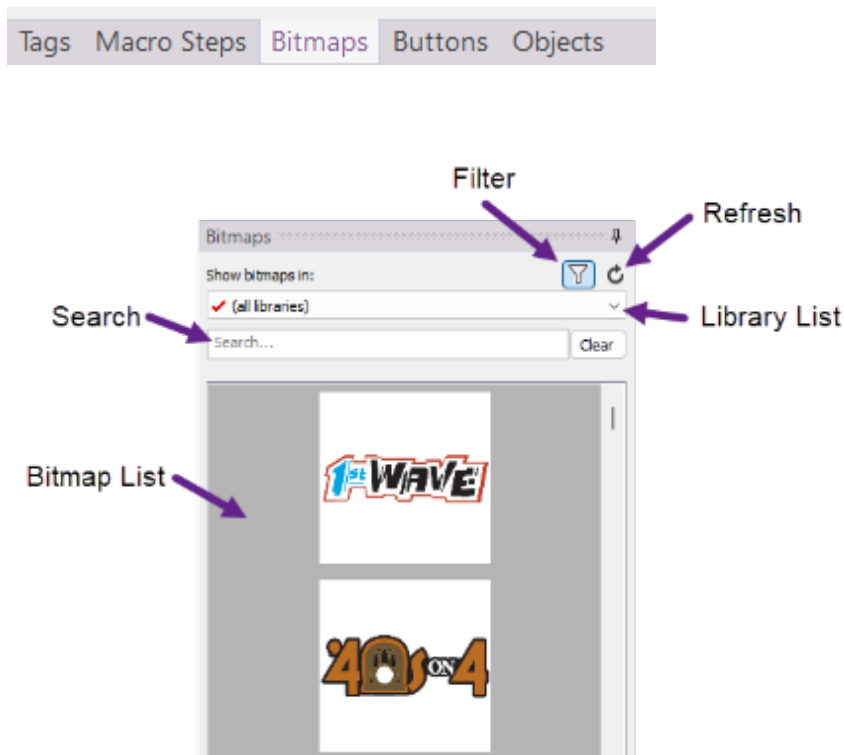 Tags Macro Steps Bitmaps Buttons Objects
Filter
Refresh
Bitmaps
Show bitmaps in:
(all libraries)
Library List
Search
Search...
Clear
Bitmap List
1st WAVE
'40s ON 4